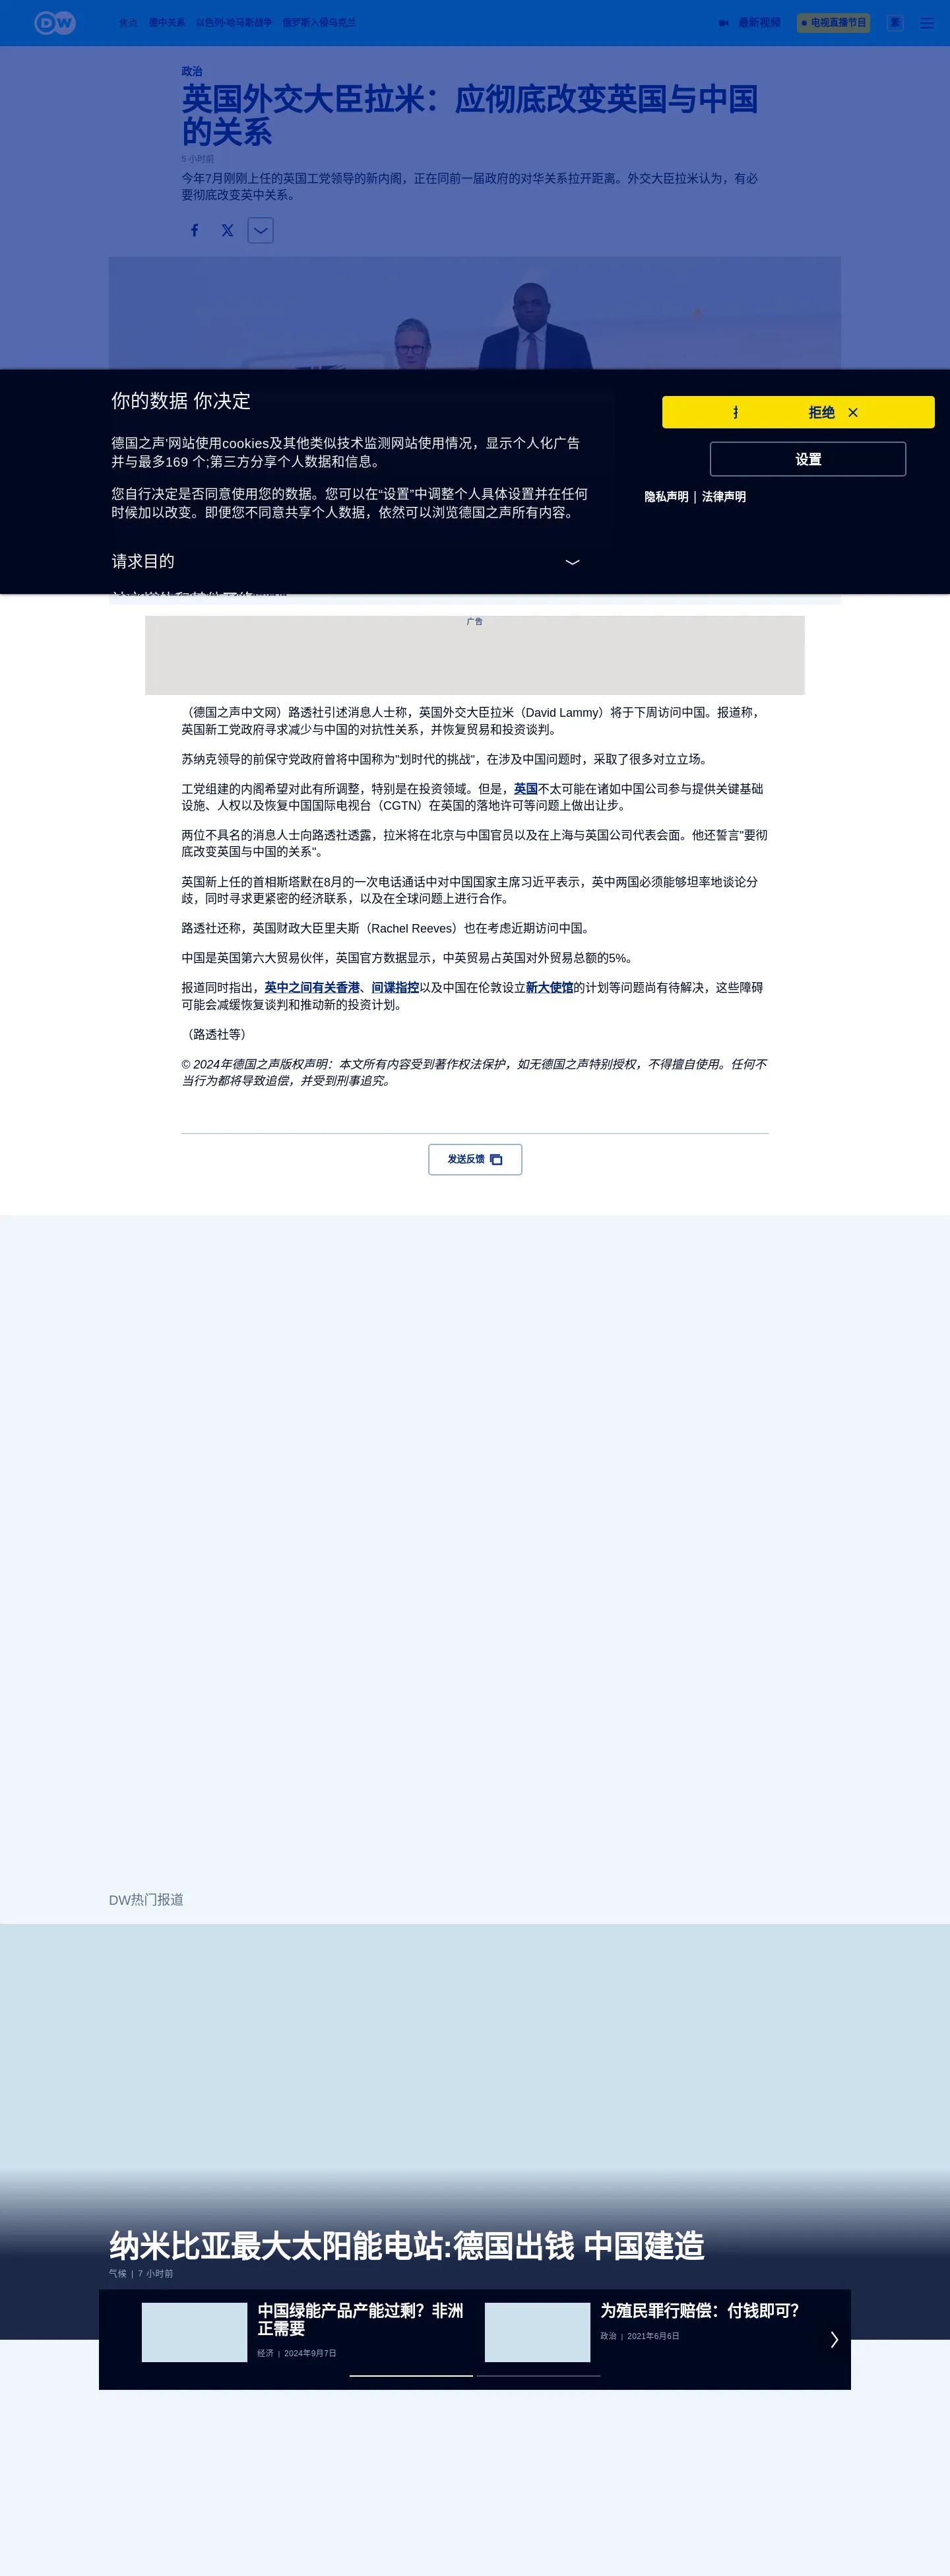 DW
焦点 德中关系 以色列-哈马斯战争 俄罗斯入侵乌克兰 最新视频 电视直播节目 繁
政治
英国外交大臣拉米：应彻底改变英国与中国
的关系
5 小时前
今年7月刚刚上任的英国工党领导的新内阁，正在同前一届政府的对华关系拉开距离。外交大臣拉米认为，有必
要彻底改变英中关系。
你的数据 你决定
德国之声’网站使用cookies及其他类似技术监测网站使用情况，显示个人化广告
并与最多169 个;第三方分享个人数据和信息。
您自行决定是否同意使用您的数据。您可以在“设置”中调整个人具体设置并在任何
时候加以改变。即便您不同意共享个人数据，依然可以浏览德国之声所有内容。
请求目的
拒绝
设置
隐私声明 | 法律声明
广告
（德国之声中文网）路透社引述消息人士称，英国外交大臣拉米（David Lammy）将于下周访问中国。报道称，
英国新工党政府寻求减少与中国的对抗性关系，并恢复贸易和投资谈判。
苏纳克领导的前保守党政府曾将中国称为"划时代的挑战"，在涉及中国问题时，采取了很多对立立场。
工党组建的内阁希望对此有所调整，特别是在投资领域。但是，英国不太可能在诸如中国公司参与提供关键基础
设施、人权以及恢复中国国际电视台（CGTN）在英国的落地许可等问题上做出让步。
两位不具名的消息人士向路透社透露，拉米将在北京与中国官员以及在上海与英国公司代表会面。他还誓言"要彻
底改变英国与中国的关系"。
英国新上任的首相斯塔默在8月的一次电话通话中对中国国家主席习近平表示，英中两国必须能够坦率地谈论分
歧，同时寻求更紧密的经济联系，以及在全球问题上进行合作。
路透社还称，英国财政大臣里夫斯（Rachel Reeves）也在考虑近期访问中国。
中国是英国第六大贸易伙伴，英国官方数据显示，中英贸易占英国对外贸易总额的5%。
报道同时指出，英中之间有关香港、间谍指控以及中国在伦敦设立新大使馆的计划等问题尚有待解决，这些障碍
可能会减缓恢复谈判和推动新的投资计划。
（路透社等）
© 2024年德国之声版权声明：本文所有内容受到著作权法保护，如无德国之声特别授权，不得擅自使用。任何不
当行为都将导致追偿，并受到刑事追究。
发送反馈
DW热门报道
纳米比亚最大太阳能电站:德国出钱 中国建造
气候 | 7 小时前
中国绿能产品产能过剩？非洲
正需要
经济 | 2024年9月7日
为殖民罪行赔偿：付钱即可？
政治 | 2021年6月6日